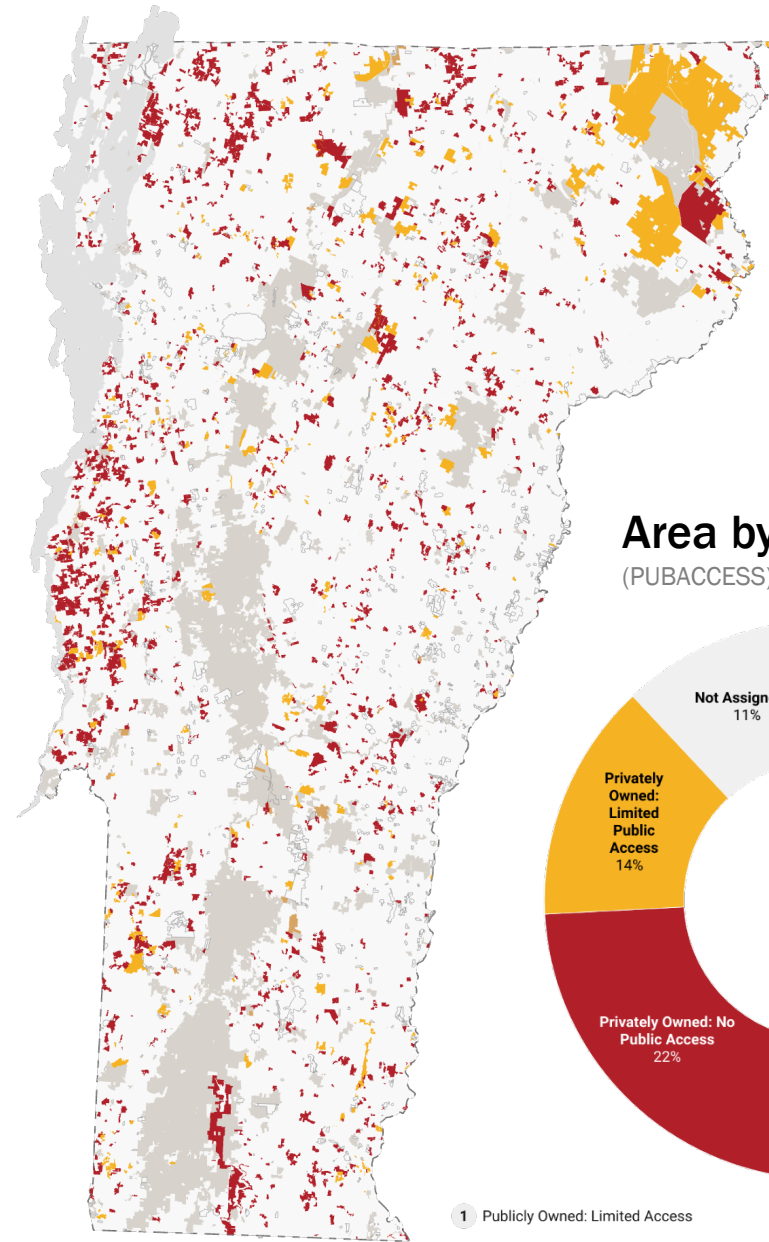 Area by
(PUBACCESS)
Not Assign
11%
Privately
Owned:
Limited
Public
Access
14%
Privately Owned: No
Public Access
22%
1 Publicly Owned: Limited Access